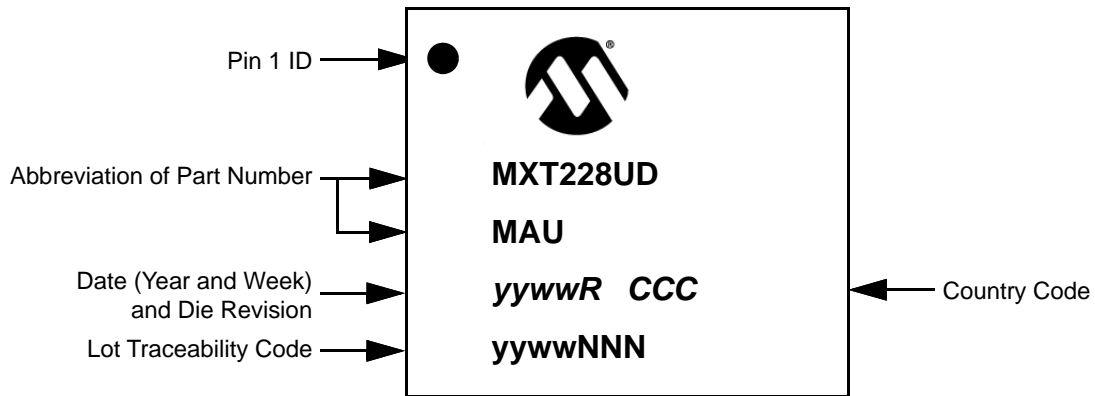 ®
Pin 1 ID
Abbreviation of Part Number
MXT228UD
MAU
Date (Year and Week)
and Die Revision
yywwR CCC
Country Code
Lot Traceability Code
yywwNNN